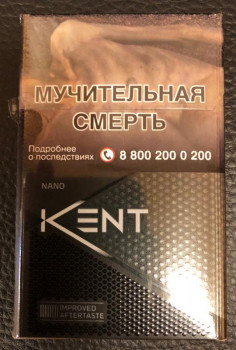 МУЧИТЕЛЬНАЯ
СМЕРТЬ
Подробнее
о последствиях
8 800 200 0 200
NANO
KENT
IMPROVED
AFTERTASTE